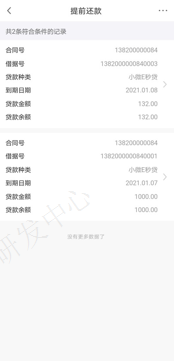 提前还款
共2条符合条件的记录
合同号 138200000084
借据号 1382000000840003
贷款种类 小微E秒贷
到期日期 2021.01.08
贷款金额 132.00
贷款余额 132.00
合同号 138200000084
借据号 1382000000840001
贷款种类 小微E秒贷
到期日期 2021.01.07
贷款金额 1000.00
贷款余额 1000.00
研发中心
没有更多数据了